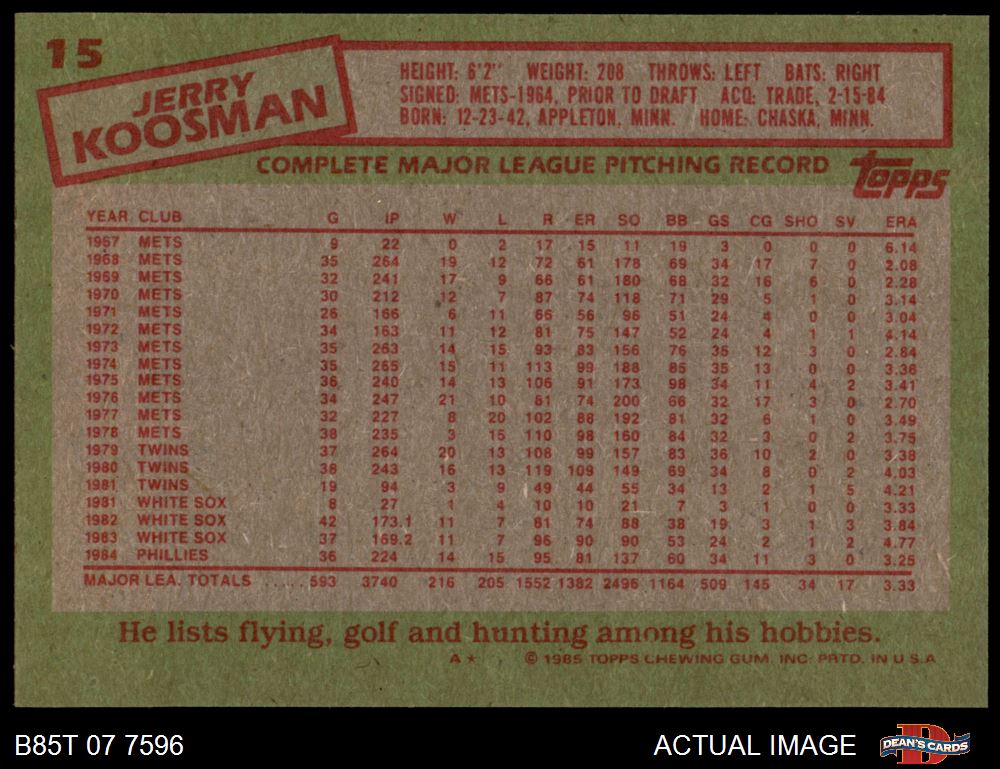 15
JERRY
KOOSMAN
HEIGHT: 6'2" WEIGHT: 208 THROWS: LEFT BATS: RIGHT
SIGNED: METS-1964, PRIOR TO DRAFT ACQ: TRADE, 2-15-84
BORN: 12-23-42, APPLETON, MINN. HOME: CHASKA, MINN.
COMPLETE MAJOR LEAGUE PITCHING RECORD
Topps
YEAR CLUB G IP W L R ER SO BB GS CG SHO SV ERA
1967 METS 9 22 0 2 17 15 11 19 3 0 0 0 6.14
1968 METS 35 264 19 12 72 61 178 69 34 17 7 0 2.08
1969 METS 32 241 17 9 66 61 180 68 32 16 6 0 2.28
1970 METS 30 212 12 7 87 74 118 71 29 5 1 0 3.14
1971 METS 26 166 6 11 66 56 96 51 24 4 0 0 3.04
1972 METS 34 163 11 12 81 75 147 52 24 4 1 1 4.14
1973 METS 35 263 14 15 93 83 156 76 35 12 3 0 2.84
1974 METS 35 265 15 11 113 99 188 85 35 13 0 0 3.36
1975 METS 36 240 14 13 106 91 173 98 34 11 4 2 3.41
1976 METS 34 247 21 10 81 74 200 66 32 17 3 0 2.70
1977 METS 32 227 8 20 102 88 192 81 32 6 1 0 3.49
1978 METS 38 235 3 15 110 98 160 84 32 3 0 2 3.75
1979 TWINS 37 264 20 13 108 99 157 83 36 10 2 0 3.38
1980 TWINS 38 243 16 13 119 109 149 69 34 8 0 2 4.03
1981 TWINS 19 94 3 9 49 44 55 34 13 2 1 5 4.21
1981 WHITE SOX 8 27 1 4 10 10 21 7 3 1 0 0 3.33
1982 WHITE SOX 42 173.1 11 7 81 74 88 38 19 3 1 3 3.84
1983 WHITE SOX 37 169.2 11 7 96 90 90 53 24 2 1 2 4.77
1984 PHILLIES 36 224 14 15 95 81 137 60 34 11 3 0 3.25
MAJOR LEA. TOTALS ..... 593 3740 216 205 1552 1382 2496 1164 509 145 34 17 3.33
He lists flying, golf and hunting among his hobbies.
A ★ © 1985 TOPPS CHEWING GUM, INC. PRTD. IN U.S.A.
B85T 07 7596
ACTUAL IMAGE
D
DEAN'S CARDS